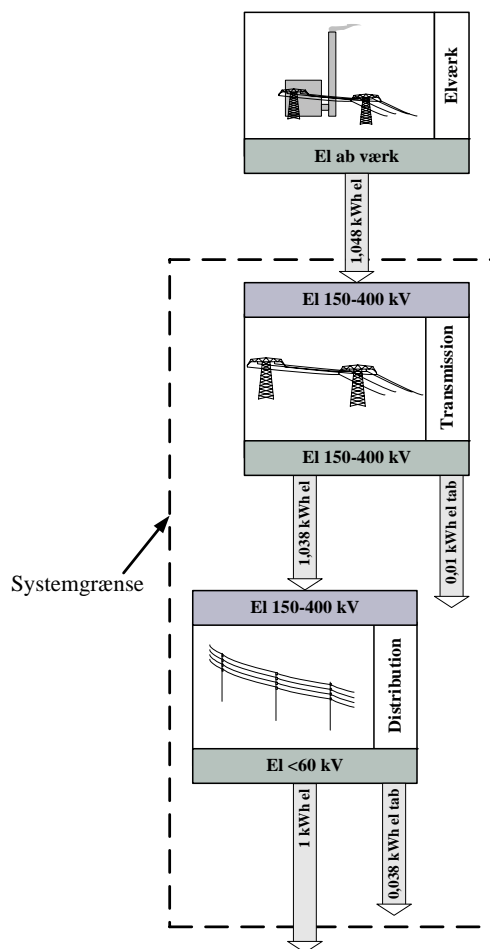 Elværk
El ab værk
1,048 kWh el
El 150-400 kV
Transmission
El 150-400 kV
1,038 kWh el
0,01 kWh el tab
Systemgrænse
El 150-400 kV
Distribution
El <60 kV
1 kWh el
0,038 kWh el tab